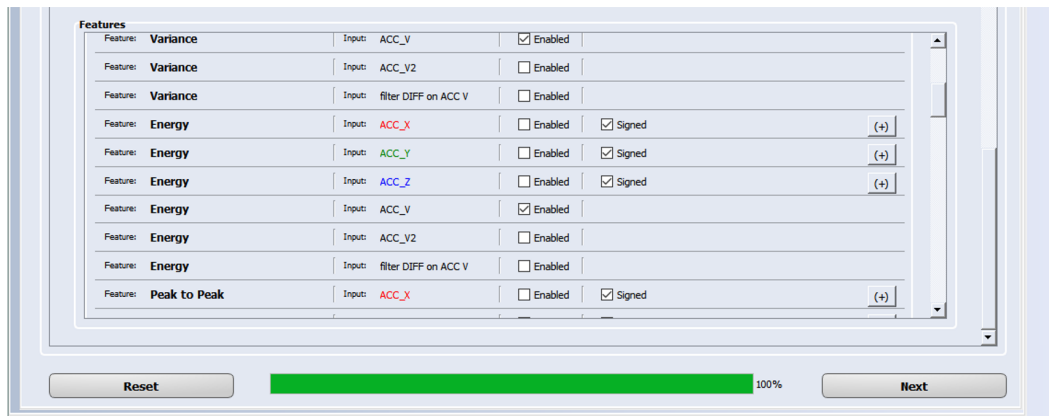 Features
Feature: Variance Input: ACC_V Enabled
Feature: Variance Input: ACC_V2 Enabled
Feature: Variance Input: filter DIFF on ACC V Enabled
Feature: Energy Input: ACC_X Enabled Signed (+)
Feature: Energy Input: ACC_Y Enabled Signed (+)
Feature: Energy Input: ACC_Z Enabled Signed (+)
Feature: Energy Input: ACC_V Enabled
Feature: Energy Input: ACC_V2 Enabled
Feature: Energy Input: filter DIFF on ACC V Enabled
Feature: Peak to Peak Input: ACC_X Enabled Signed (+)
Reset 100% Next